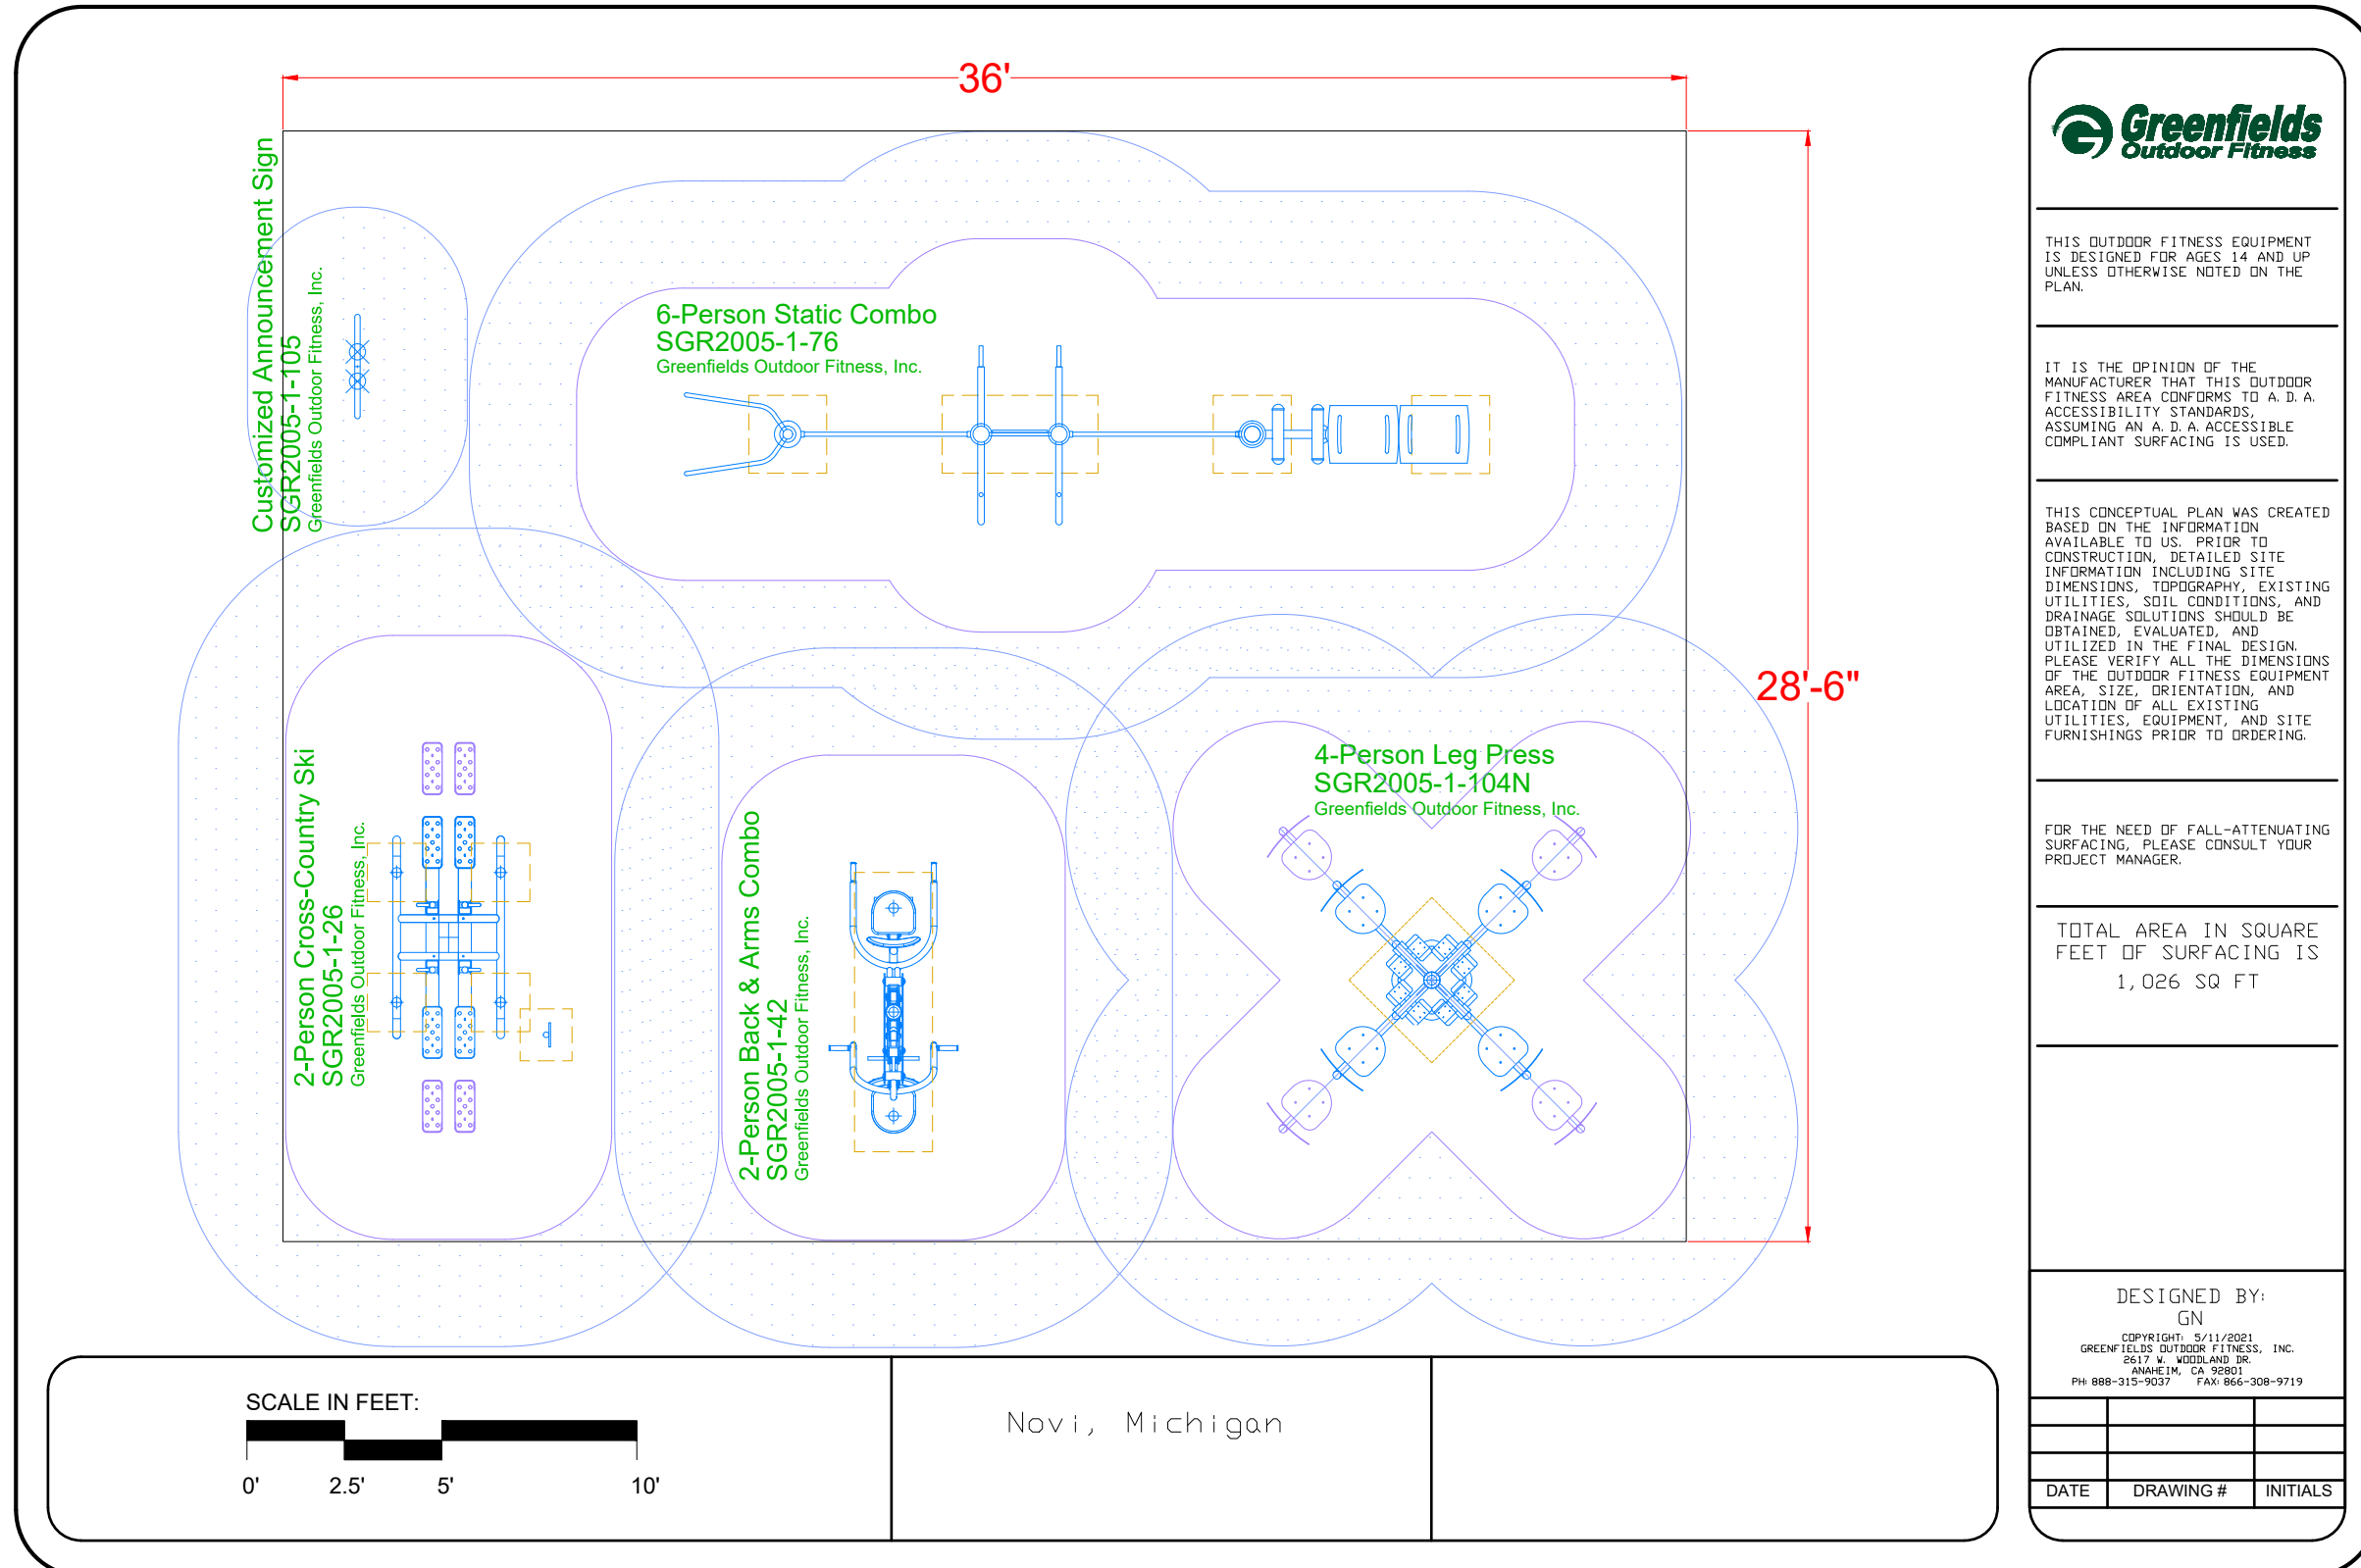 36'
28'-6"
Customized Announcement Sign
SGR2005-1-105
Greenfields Outdoor Fitness, Inc.
6-Person Static Combo
SGR2005-1-76
Greenfields Outdoor Fitness, Inc.
2-Person Cross-Country Ski
SGR2005-1-26
Greenfields Outdoor Fitness, Inc.
2-Person Back & Arms Combo
SGR2005-1-42
Greenfields Outdoor Fitness, Inc.
4-Person Leg Press
SGR2005-1-104N
Greenfields Outdoor Fitness, Inc.
SCALE IN FEET:
0' 2.5' 5' 10'
Novi, Michigan
Greenfields
Outdoor Fitness
THIS OUTDOOR FITNESS EQUIPMENT
IS DESIGNED FOR AGES 14 AND UP
UNLESS OTHERWISE NOTED ON THE
PLAN.
IT IS THE OPINION OF THE
MANUFACTURER THAT THIS OUTDOOR
FITNESS AREA CONFORMS TO A.D.A.
ACCESSIBILITY STANDARDS,
ASSUMING AN A.D.A. ACCESSIBLE
COMPLIANT SURFACING IS USED.
THIS CONCEPTUAL PLAN WAS CREATED
BASED ON THE INFORMATION
AVAILABLE TO US. PRIOR TO
CONSTRUCTION, DETAILED SITE
INFORMATION INCLUDING SITE
DIMENSIONS, TOPOGRAPHY, EXISTING
UTILITIES, SOIL CONDITIONS, AND
DRAINAGE SOLUTIONS SHOULD BE
OBTAINED, EVALUATED, AND
UTILIZED IN THE FINAL DESIGN.
PLEASE VERIFY ALL THE DIMENSIONS
OF THE OUTDOOR FITNESS EQUIPMENT
AREA, SIZE, ORIENTATION, AND
LOCATION OF ALL EXISTING
UTILITIES, EQUIPMENT, AND SITE
FURNISHINGS PRIOR TO ORDERING.
FOR THE NEED OF FALL-ATTENUATING
SURFACING, PLEASE CONSULT YOUR
PROJECT MANAGER.
TOTAL AREA IN SQUARE
FEET OF SURFACING IS
1,026 SQ FT
DESIGNED BY:
GN
COPYRIGHT: 5/11/2021
GREENFIELDS OUTDOOR FITNESS, INC.
2617 W. WOODLAND DR.
ANAHEIM, CA 92801
PH: 888-315-9037 FAX: 866-308-9719
DATE DRAWING # INITIALS